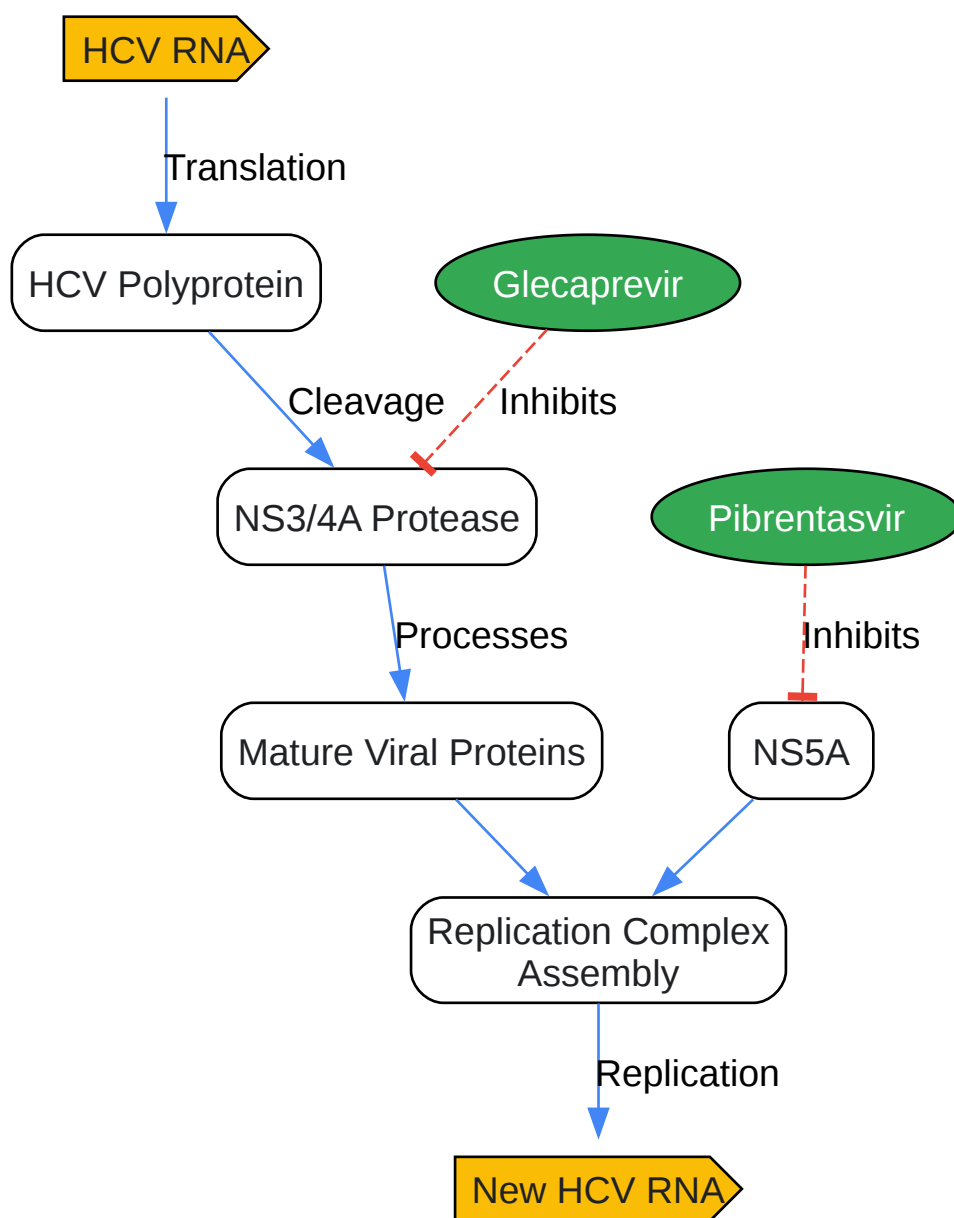 HCV RNA
Translation
HCV Polyprotein
Glecaprevir
Cleavage
Inhibits
NS3/4A Protease
Pibrentasvir
Processes
Inhibits
Mature Viral Proteins
NS5A
Replication Complex
Assembly
Replication
New HCV RNA